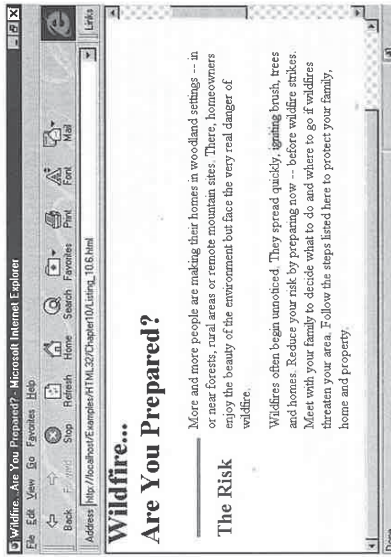 Wildfire...Are You Prepared? - Microsoft Internet Explorer
File Edit View Go Favorites Help
Back Forward Stop Refresh Home Search Favorites Print Font Mail
Address http://localhost/Examples/HTML32/Chapter10/Listing_10.6.html Links
Wildfire...
Are You Prepared?
The Risk
More and more people are making their homes in woodland settings -- in
or near forests, rural areas or remote mountain sites. There, homeowners
enjoy the beauty of the environment but face the very real danger of
wildfire.
Wildfires often begin unnoticed. They spread quickly, igniting brush, trees
and homes. Reduce your risk by preparing now -- before wildfire strikes.
Meet with your family to decide what to do and where to go if wildfires
threaten your area. Follow the steps listed here to protect your family,
home and property.
Done